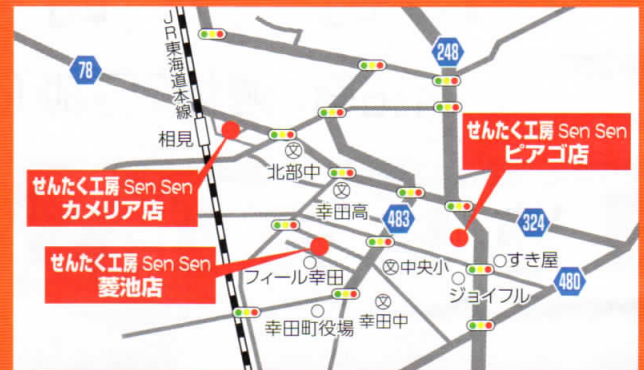 JR東海道本線
78
248
相見
せんたく工房 Sen Sen
カメリア店
北部中
幸田高
せんたく工房 Sen Sen
ピアゴ店
483
324
せんたく工房 Sen Sen
菱池店
フィール幸田
中央小
すき屋
ジョイフル
480
幸田町役場
幸田中